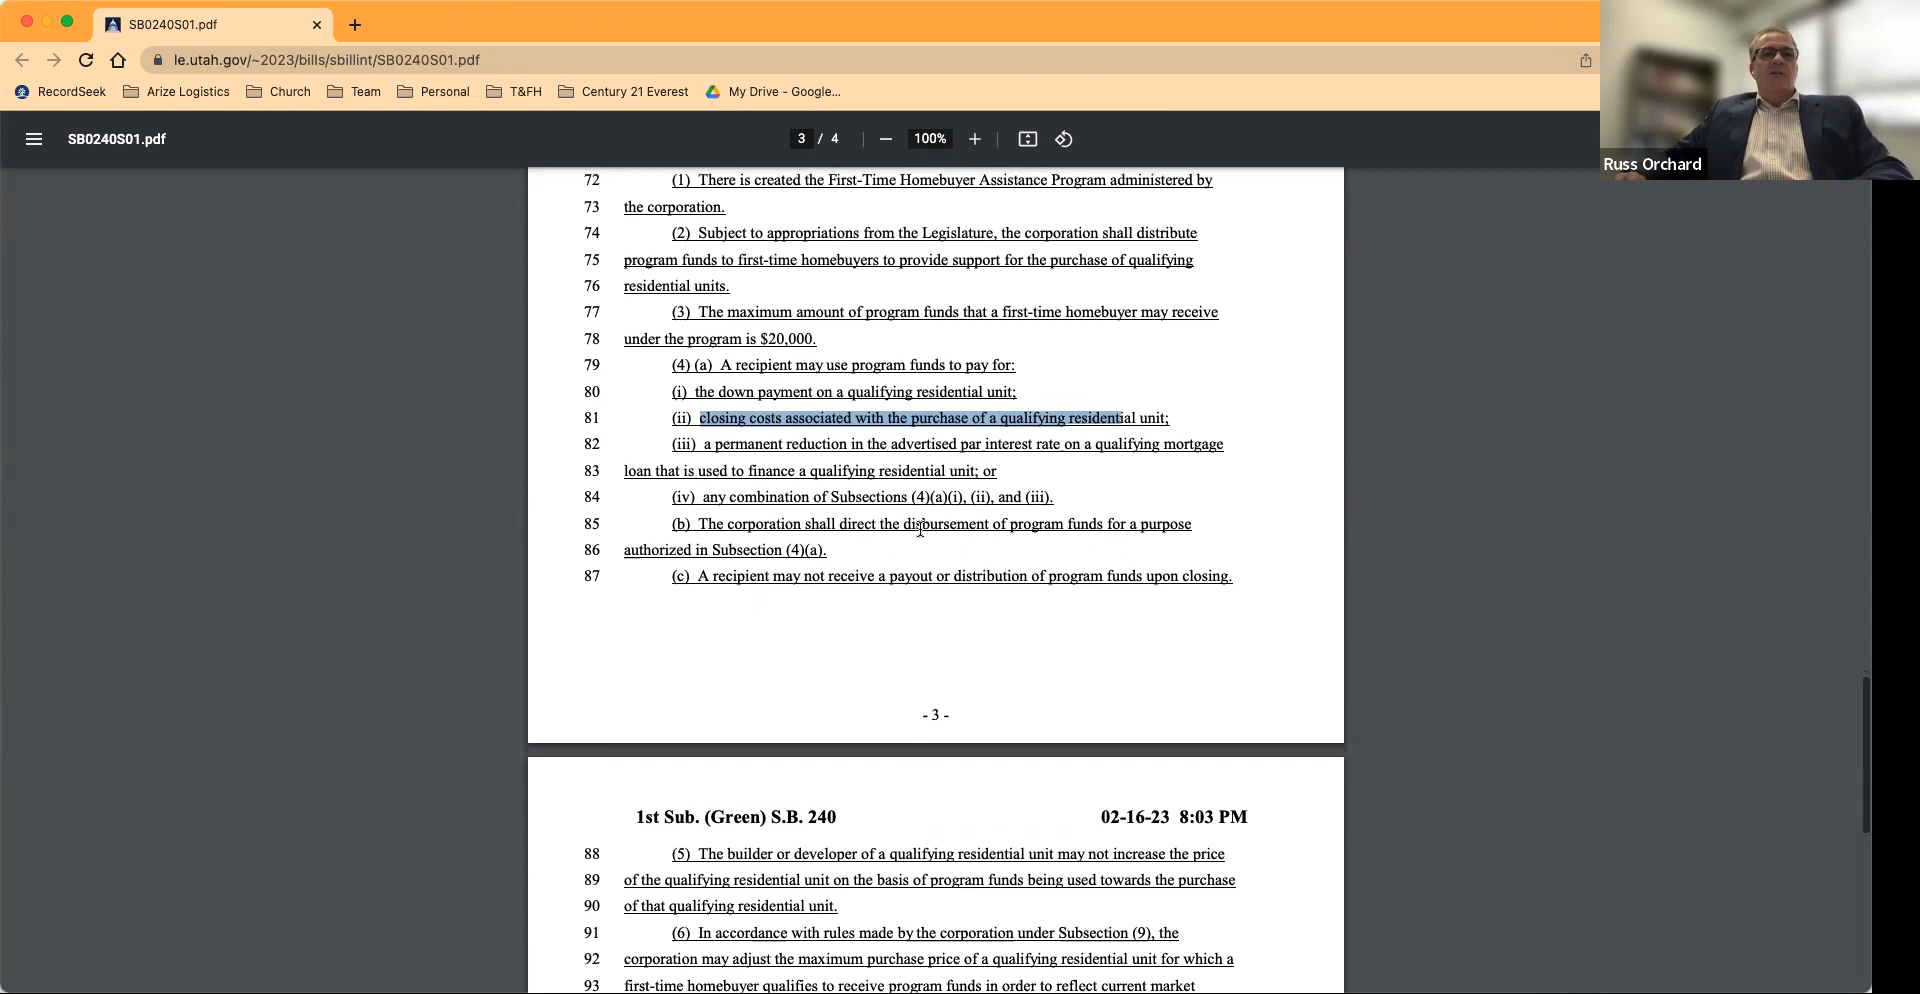 SB0240S01.pdf
le.utah.gov/~2023/bills/sbillint/SB0240S01.pdf
RecordSeek Arize Logistics Church Team Personal T&FH Century 21 Everest My Drive - Google...
SB0240S01.pdf 3 / 4 100%
Russ Orchard
72 (1) There is created the First-Time Homebuyer Assistance Program administered by
73 the corporation.
74 (2) Subject to appropriations from the Legislature, the corporation shall distribute
75 program funds to first-time homebuyers to provide support for the purchase of qualifying
76 residential units.
77 (3) The maximum amount of program funds that a first-time homebuyer may receive
78 under the program is $20,000.
79 (4) (a) A recipient may use program funds to pay for:
80 (i) the down payment on a qualifying residential unit;
81 (ii) closing costs associated with the purchase of a qualifying residential unit;
82 (iii) a permanent reduction in the advertised par interest rate on a qualifying mortgage
83 loan that is used to finance a qualifying residential unit; or
84 (iv) any combination of Subsections (4)(a)(i), (ii), and (iii).
85 (b) The corporation shall direct the disbursement of program funds for a purpose
86 authorized in Subsection (4)(a).
87 (c) A recipient may not receive a payout or distribution of program funds upon closing.
- 3 -
1st Sub. (Green) S.B. 240 02-16-23 8:03 PM
88 (5) The builder or developer of a qualifying residential unit may not increase the price
89 of the qualifying residential unit on the basis of program funds being used towards the purchase
90 of that qualifying residential unit.
91 (6) In accordance with rules made by the corporation under Subsection (9), the
92 corporation may adjust the maximum purchase price of a qualifying residential unit for which a
93 first-time homebuyer qualifies to receive program funds in order to reflect current market